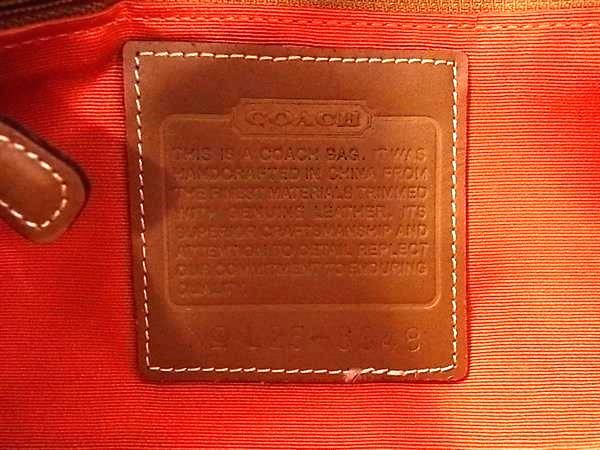 COACH
THIS IS A COACH BAG. IT WAS
HANDCRAFTED IN CHINA FROM
THE FINEST MATERIALS TRIMMED
WITH GENUINE LEATHER. ITS
SUPERIOR CRAFTSMANSHIP AND
ATTENTION TO DETAIL REFLECT
OUR COMMITMENT TO ENDURING
QUALITY.